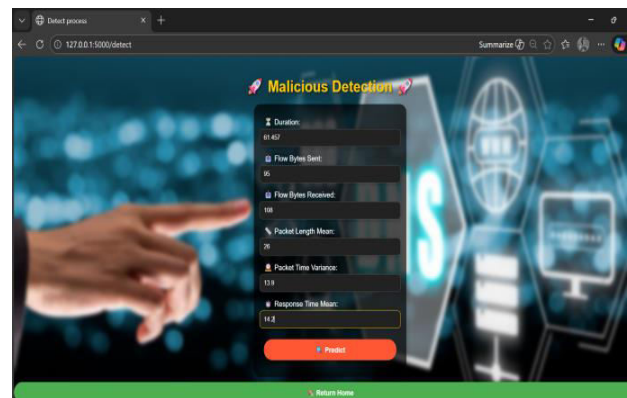 Detect process
127.0.0.1:5000/detect
Summarize
Malicious Detection
Duration:
61.457
Flow Bytes Sent:
95
Flow Bytes Received:
108
Packet Length Mean:
26
Packet Time Variance:
13.9
Response Time Mean:
14.2
Predict
Return Home